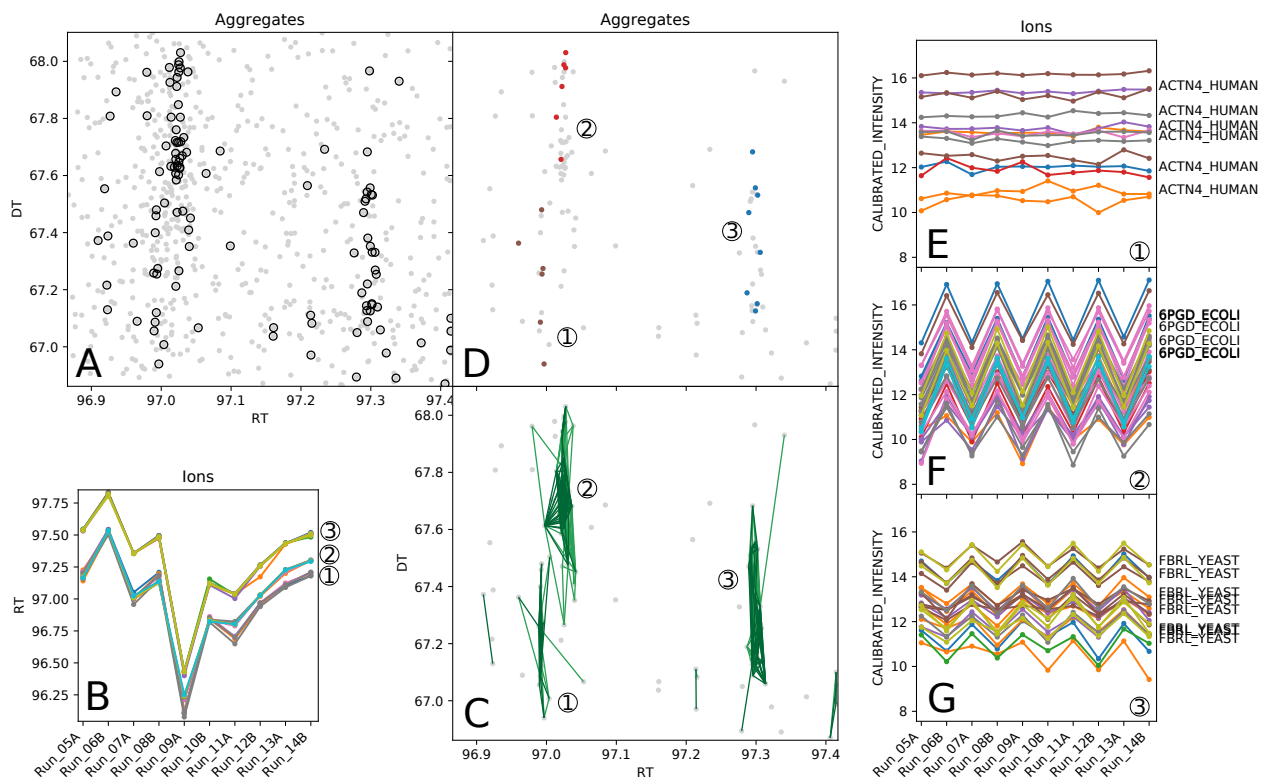 Aggregates
68.0
67.8
67.6
67.4
67.2
67.0
DT
96.9
97.0
97.1
97.2
97.3
97.4
RT
A
Aggregates
②
③
①
D
68.0
67.8
67.6
67.4
67.2
67.0
DT
②
③
①
C
96.9
97.0
97.1
97.2
97.3
97.4
RT
Ions
97.75
97.50
97.25
97.00
96.75
96.50
96.25
RT
③
②
①
B
Run_05A
Run_06B
Run_07A
Run_08B
Run_09A
Run_10B
Run_11A
Run_12B
Run_13A
Run_14B
Ions
16
14
12
10
8
CALIBRATED_INTENSITY
ACTN4_HUMAN
ACTN4_HUMAN
ACTN4_HUMAN
ACTN4_HUMAN
ACTN4_HUMAN
ACTN4_HUMAN
E
①
16
14
12
10
8
CALIBRATED_INTENSITY
6PGD_ECOLI
6PGD_ECOLI
6PGD_ECOLI
6PGD_ECOLI
F
②
16
14
12
10
8
CALIBRATED_INTENSITY
FBRL_YEAST
FBRL_YEAST
FBRL_YEAST
FBRL_YEAST
FBRL_YEAST
FBRL_YEAST
G
③
Run_05A
Run_06B
Run_07A
Run_08B
Run_09A
Run_10B
Run_11A
Run_12B
Run_13A
Run_14B